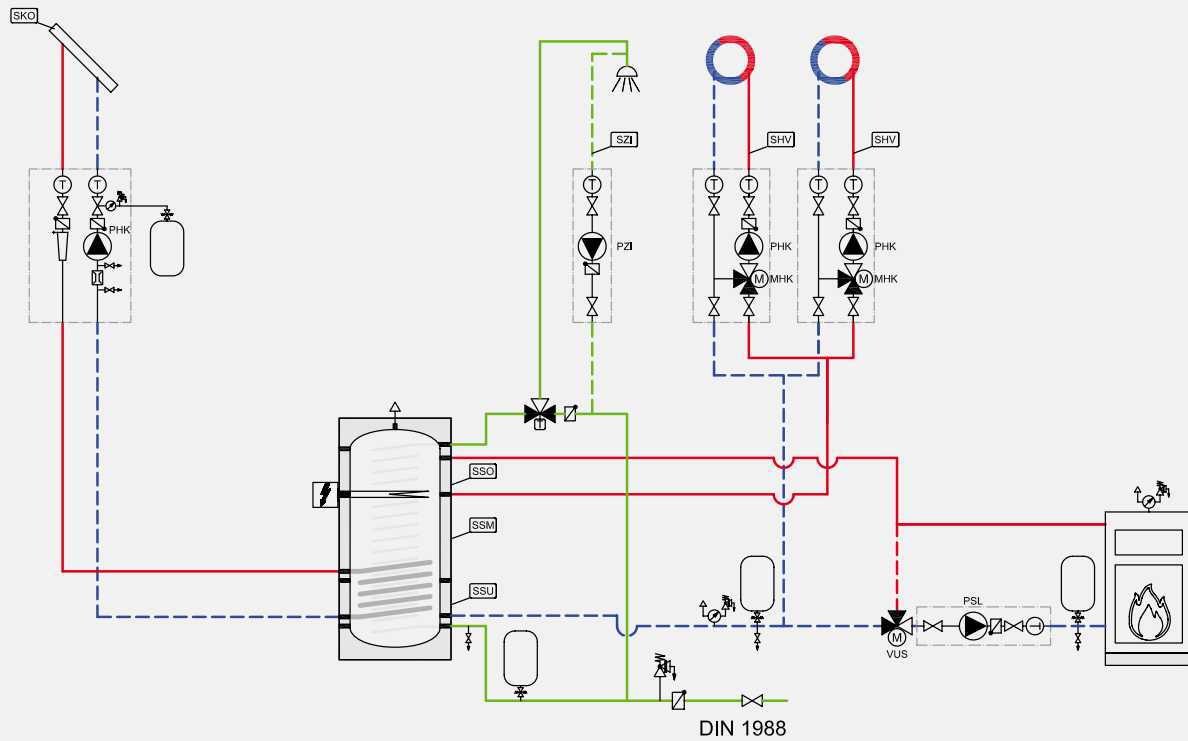 SKO
SZI
SHV
SHV
T
T
T
T
T
T
T
PHK
PZI
PHK
PHK
M
MHK
M
MHK
SSO
SSM
SSU
PSL
M
VUS
DIN 1988